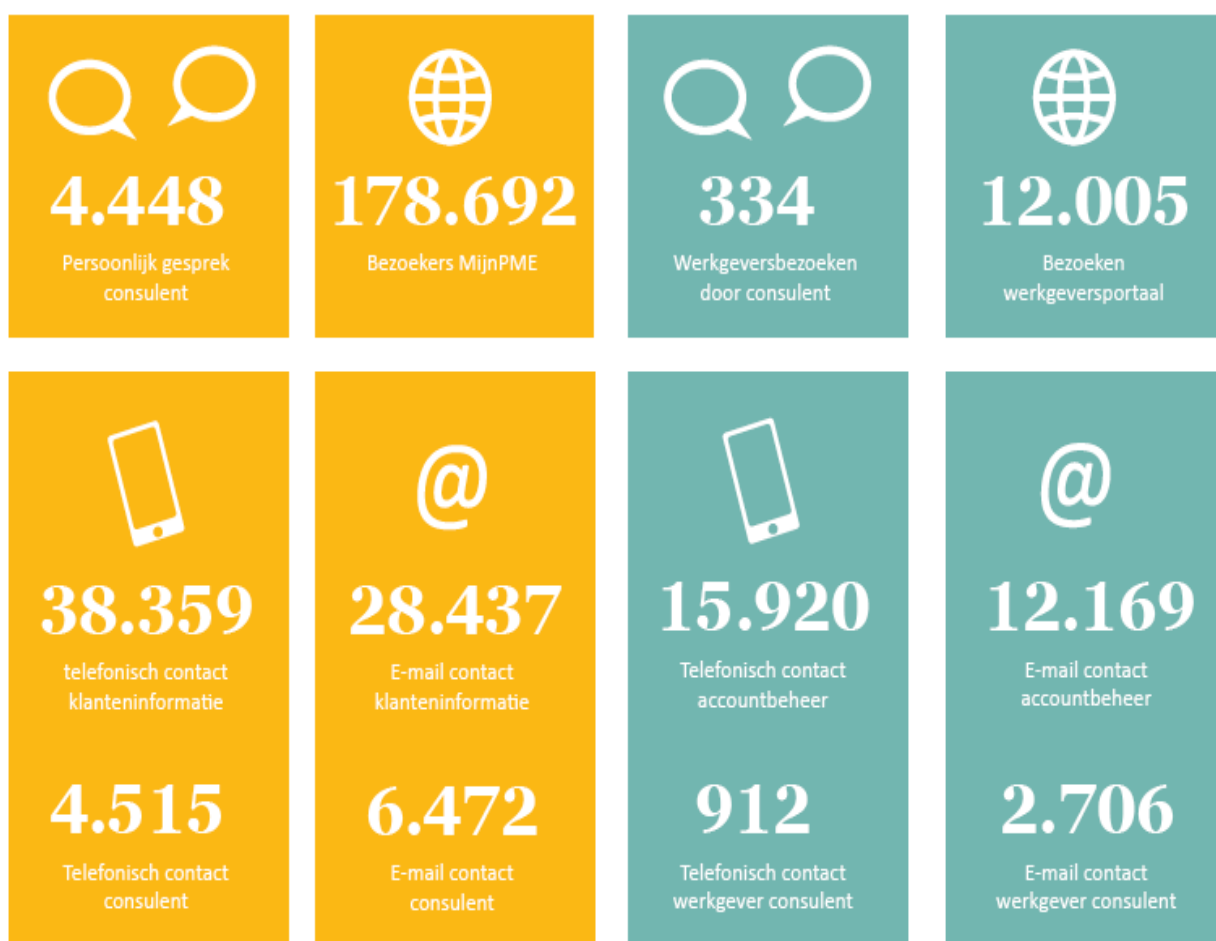 4.448
Persoonlijk gesprek
consulent
178.692
Bezoekers MijnPME
334
Werkgeversbezoeken
door consulent
12.005
Bezoeken
werkgeversportaal
38.359
telefonisch contact
klanteninformatie
4.515
Telefonisch contact
consulent
@
28.437
E-mail contact
klanteninformatie
6.472
E-mail contact
consulent
15.920
Telefonisch contact
accountbeheer
912
Telefonisch contact
werkgever consulent
@
12.169
E-mail contact
accountbeheer
2.706
E-mail contact
werkgever consulent